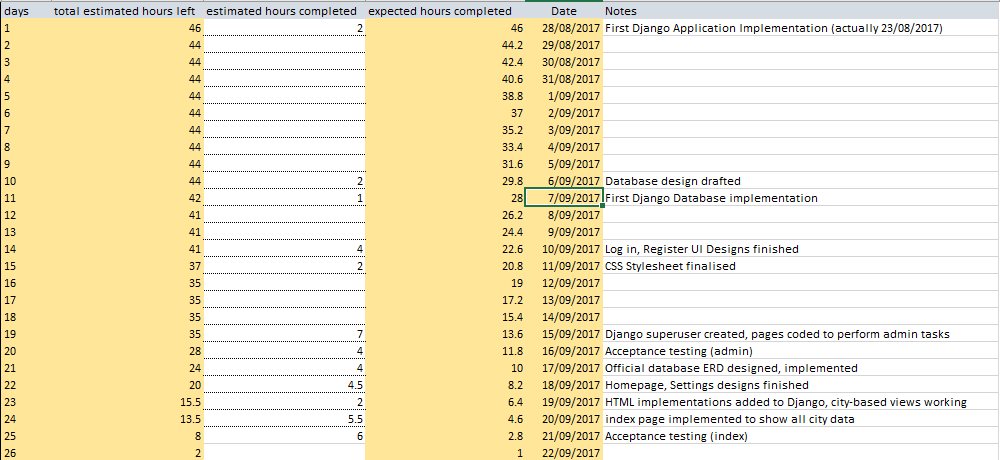 days total estimated hours left estimated hours completed expected hours completed Date Notes
1 46 2 46 28/08/2017 First Django Application Implementation (actually 23/08/2017)
2 44 44.2 29/08/2017
3 44 42.4 30/08/2017
4 44 40.6 31/08/2017
5 44 38.8 1/09/2017
6 44 37 2/09/2017
7 44 35.2 3/09/2017
8 44 33.4 4/09/2017
9 44 31.6 5/09/2017
10 44 2 29.8 6/09/2017 Database design drafted
11 42 1 28 7/09/2017 First Django Database implementation
12 41 26.2 8/09/2017
13 41 24.4 9/09/2017
14 41 4 22.6 10/09/2017 Log in, Register UI Designs finished
15 37 2 20.8 11/09/2017 CSS Stylesheet finalised
16 35 19 12/09/2017
17 35 17.2 13/09/2017
18 35 15.4 14/09/2017
19 35 7 13.6 15/09/2017 Django superuser created, pages coded to perform admin tasks
20 28 4 11.8 16/09/2017 Acceptance testing (admin)
21 24 4 10 17/09/2017 Official database ERD designed, implemented
22 20 4.5 8.2 18/09/2017 Homepage, Settings designs finished
23 15.5 2 6.4 19/09/2017 HTML implementations added to Django, city-based views working
24 13.5 5.5 4.6 20/09/2017 index page implemented to show all city data
25 8 6 2.8 21/09/2017 Acceptance testing (index)
26 2 1 22/09/2017